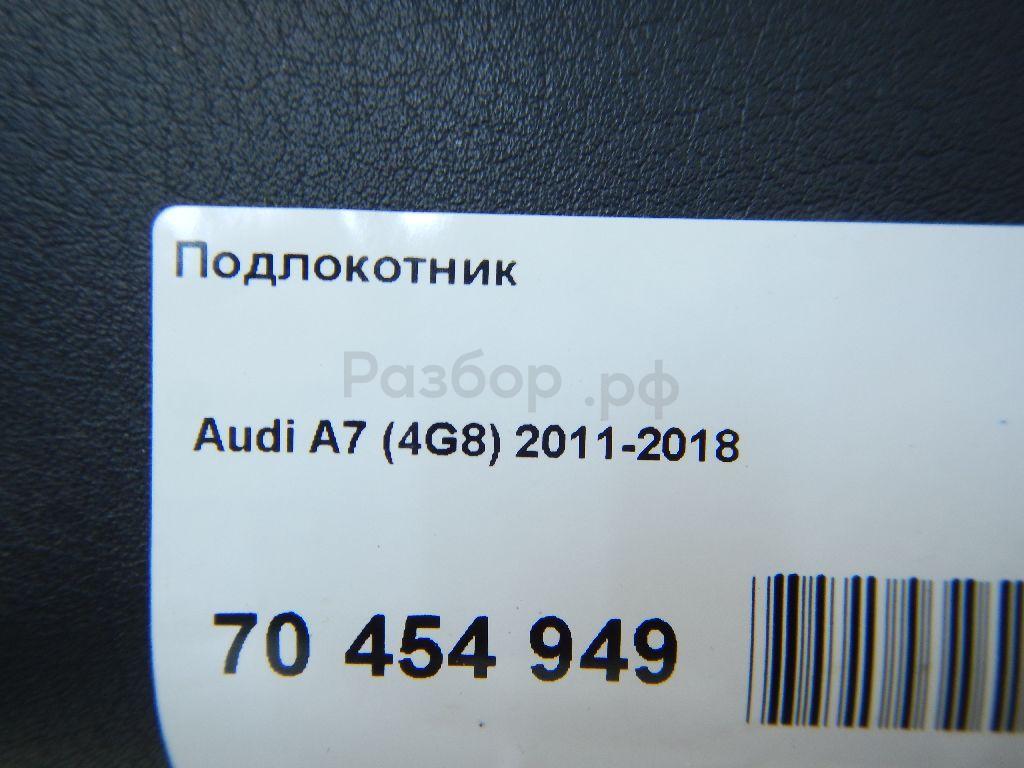 Подлокотник
Разбор.рф
Audi A7 (4G8) 2011-2018
70 454 949